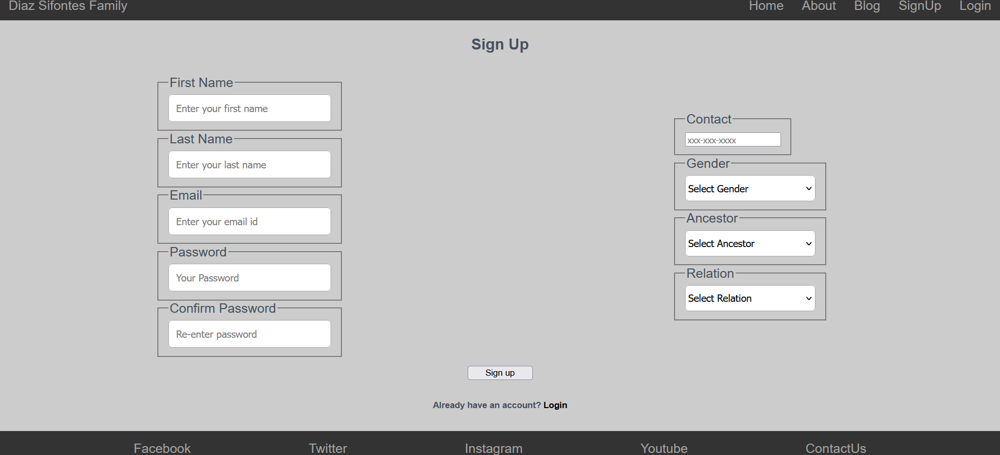 Diaz Sifontes Family
Home About Blog SignUp Login
Sign Up
First Name
Enter your first name
Last Name
Enter your last name
Email
Enter your email id
Password
Your Password
Confirm Password
Re-enter password
Contact
xxx-xxx-xxxx
Gender
Select Gender
Ancestor
Select Ancestor
Relation
Select Relation
Sign up
Already have an account? Login
Facebook Twitter Instagram Youtube ContactUs